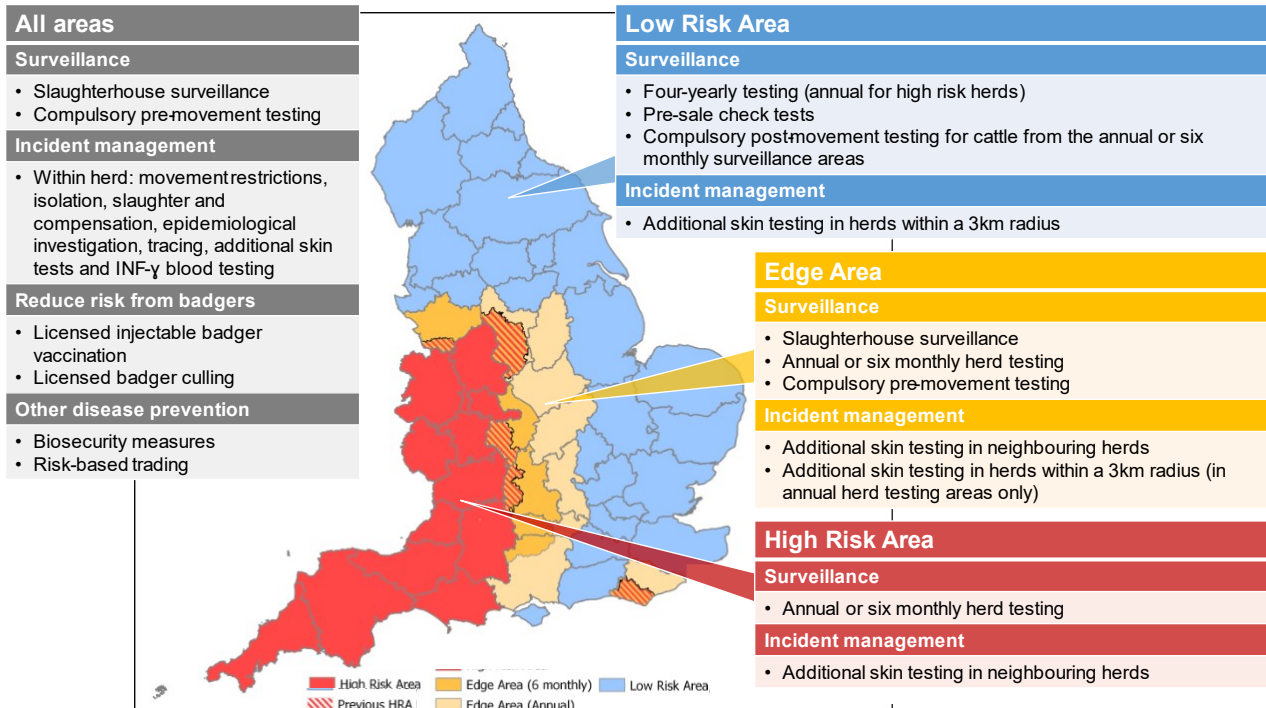 All areas
Surveillance
• Slaughterhouse surveillance
• Compulsory pre-movement testing
Incident management
• Within herd: movement restrictions,
isolation, slaughter and
compensation, epidemiological
investigation, tracing, additional skin
tests and INF-ɣ blood testing
Reduce risk from badgers
• Licensed injectable badger
vaccination
• Licensed badger culling
Other disease prevention
• Biosecurity measures
• Risk-based trading
Low Risk Area
Surveillance
• Four-yearly testing (annual for high risk herds)
• Pre-sale check tests
• Compulsory post-movement testing for cattle from the annual or six
monthly surveillance areas
Incident management
• Additional skin testing in herds within a 3km radius
Edge Area
Surveillance
• Slaughterhouse surveillance
• Annual or six monthly herd testing
• Compulsory pre-movement testing
Incident management
• Additional skin testing in neighbouring herds
• Additional skin testing in herds within a 3km radius (in
annual herd testing areas only)
High Risk Area
Surveillance
• Annual or six monthly herd testing
Incident management
• Additional skin testing in neighbouring herds
High Risk Area
Edge Area (6 monthly)
Low Risk Area
Previous HRA
Edge Area (Annual)